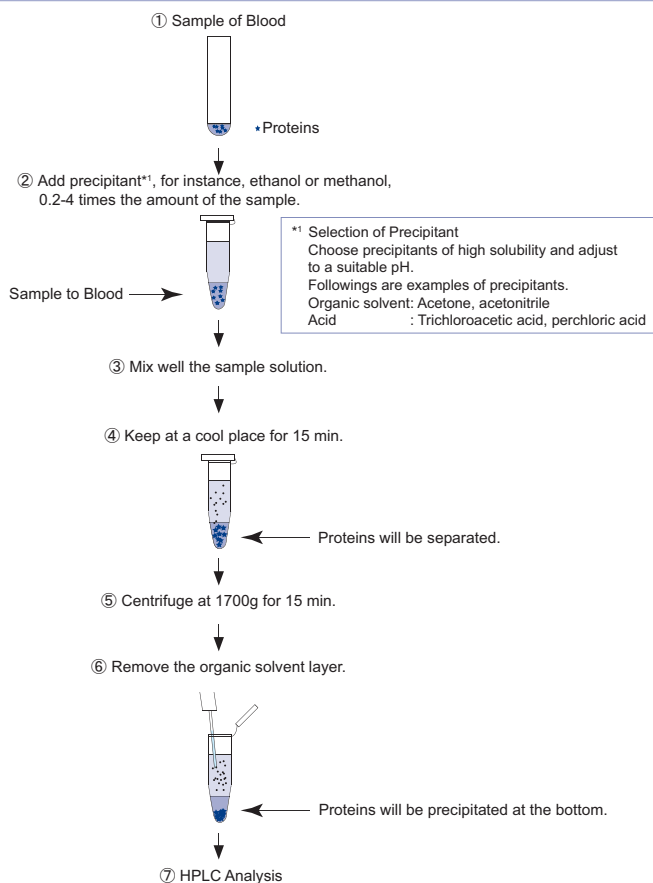 ① Sample of Blood
★Proteins
② Add precipitant*¹, for instance, ethanol or methanol,
0.2-4 times the amount of the sample.
*¹ Selection of Precipitant
Choose precipitants of high solubility and adjust
to a suitable pH.
Followings are examples of precipitants.
Organic solvent: Acetone, acetonitrile
Acid : Trichloroacetic acid, perchloric acid
Sample to Blood
③ Mix well the sample solution.
④ Keep at a cool place for 15 min.
Proteins will be separated.
⑤ Centrifuge at 1700g for 15 min.
⑥ Remove the organic solvent layer.
Proteins will be precipitated at the bottom.
⑦ HPLC Analysis